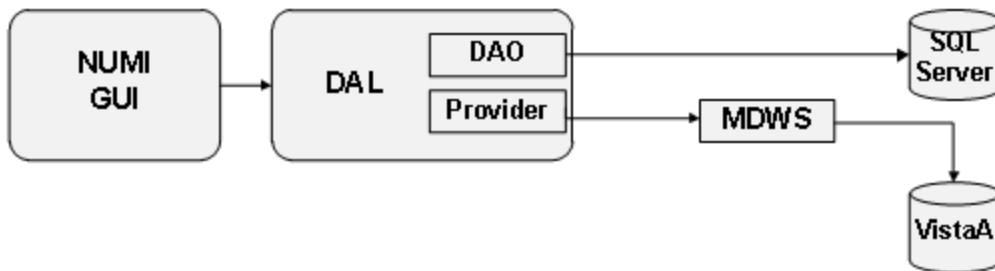 NUMI
GUI
DAL
DAO
Provider
MDWS
SQL
Server
VistaA